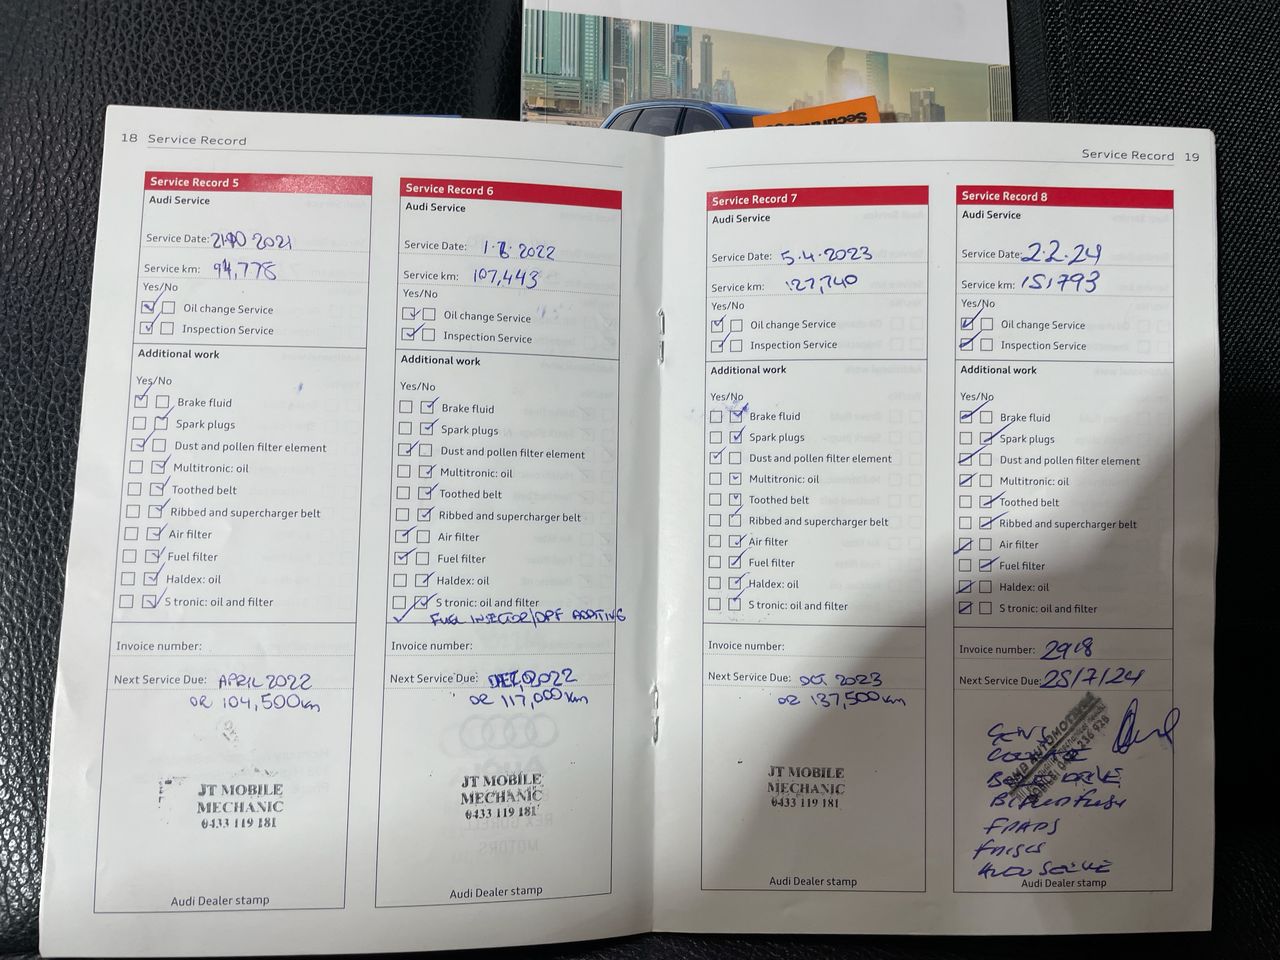 18 Service Record
Service Record 5
Audi Service
Service Date: 2021
Service km: 94,778
Yes/No
Oil change Service
Inspection Service
Additional work
Yes/No
Brake fluid
Spark plugs
Dust and pollen filter element
Multitronic: oil
Toothed belt
Ribbed and supercharger belt
Air filter
Fuel filter
Haldex: oil
S tronic: oil and filter
Invoice number:
Next Service Due: APRIL 2022
OR 104,500km
JT MOBILE
MECHANIC
0433 119 181
Audi Dealer stamp
Service Record 6
Audi Service
Service Date: 2022
Service km: 107,443
Yes/No
Oil change Service
Inspection Service
Additional work
Yes/No
Brake fluid
Spark plugs
Dust and pollen filter element
Multitronic: oil
Toothed belt
Ribbed and supercharger belt
Air filter
Fuel filter
Haldex: oil
S tronic: oil and filter
FUEL INJECTOR/DPF ADDITIVE
Invoice number:
Next Service Due: 2022
OR 117,000km
JT MOBILE
MECHANIC
0433 119 181
Audi Dealer stamp
Service Record 19
Service Record 7
Audi Service
Service Date: 5.4.2023
Service km: 127,740
Yes/No
Oil change Service
Inspection Service
Additional work
Yes/No
Brake fluid
Spark plugs
Dust and pollen filter element
Multitronic: oil
Toothed belt
Ribbed and supercharger belt
Air filter
Fuel filter
Haldex: oil
S tronic: oil and filter
Invoice number:
Next Service Due: OCT 2023
OR 137,500km
JT MOBILE
MECHANIC
0433 119 181
Audi Dealer stamp
Service Record 8
Audi Service
Service Date: 2.2.24
Service km: 151793
Yes/No
Oil change Service
Inspection Service
Additional work
Yes/No
Brake fluid
Spark plugs
Dust and pollen filter element
Multitronic: oil
Toothed belt
Ribbed and supercharger belt
Air filter
Fuel filter
Haldex: oil
S tronic: oil and filter
Invoice number: 2918
Next Service Due: 25/7/24
AUTOMOTIVE
Audi Dealer stamp